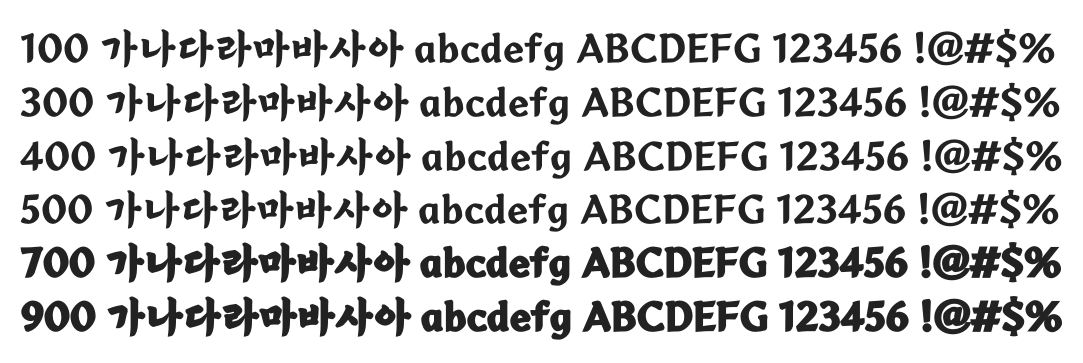 100 가나다라마바사아 abcdefg ABCDEFG 123456 !@#$%
300 가나다라마바사아 abcdefg ABCDEFG 123456 !@#$%
400 가나다라마바사아 abcdefg ABCDEFG 123456 !@#$%
500 가나다라마바사아 abcdefg ABCDEFG 123456 !@#$%
700 가나다라마바사아 abcdefg ABCDEFG 123456 !@#$%
900 가나다라마바사아 abcdefg ABCDEFG 123456 !@#$%